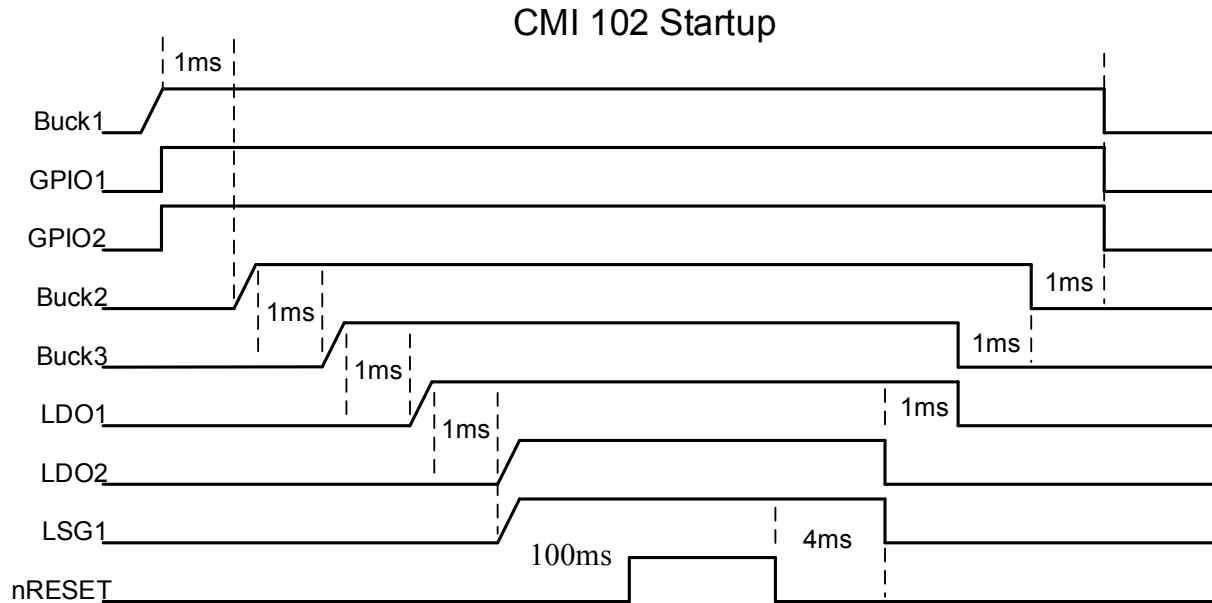 CMI 102 Startup
1ms
Buck1
GPIO1
GPIO2
Buck2
1ms
1ms
Buck3
1ms
1ms
LDO1
1ms
1ms
LDO2
LSG1
100ms
4ms
nRESET